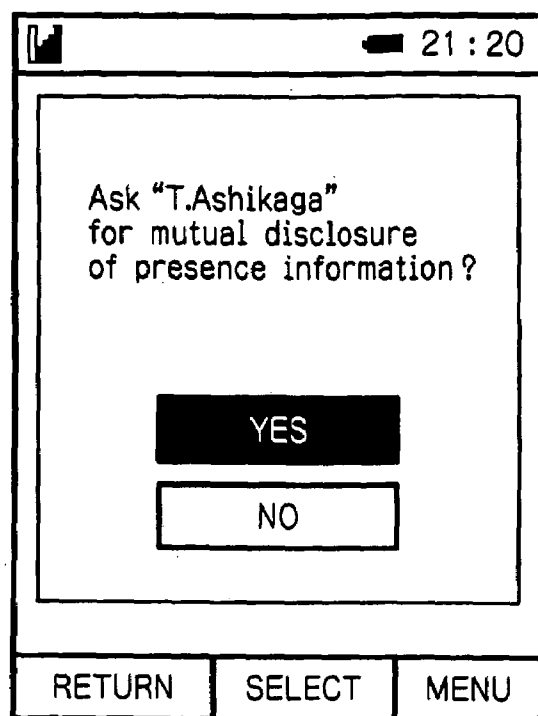 21:20
Ask “T.Ashikaga”
for mutual disclosure
of presence information?
YES
NO
RETURN SELECT MENU